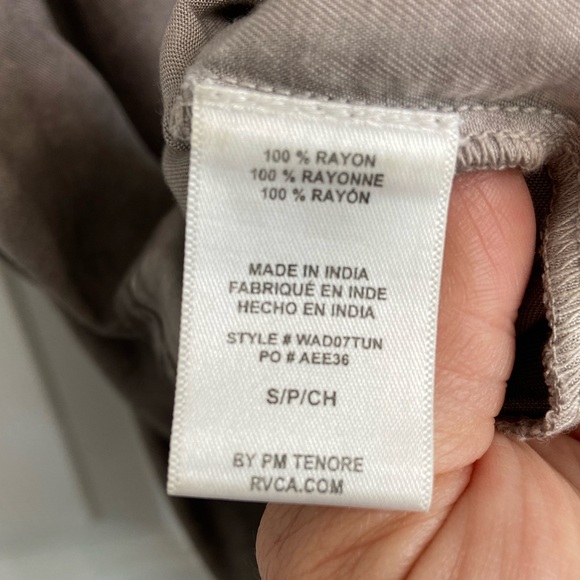 100 % RAYON
100 % RAYONNE
100 % RAYÓN
MADE IN INDIA
FABRIQUÉ EN INDE
HECHO EN INDIA
STYLE # WAD07TUN
PO # AEE36
S/P/CH
BY PM TENORE
RVCA.COM